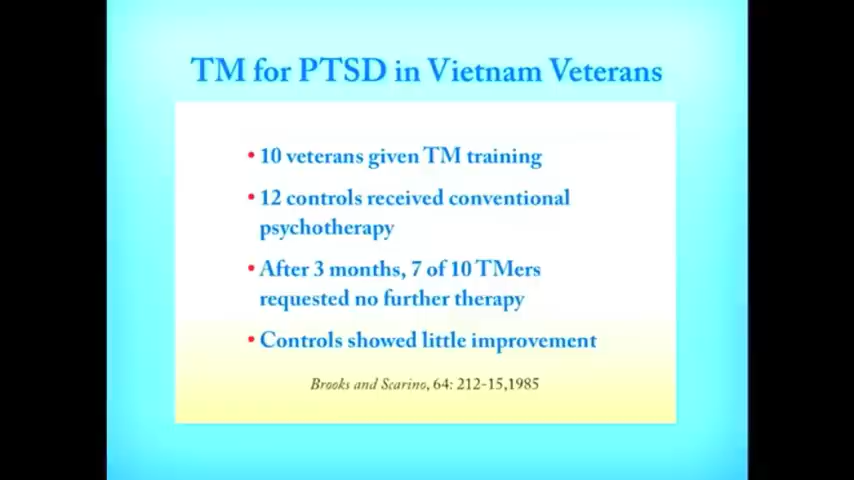 TM for PTSD in Vietnam Veterans
• 10 veterans given TM training
• 12 controls received conventional
psychotherapy
• After 3 months, 7 of 10 TMers
requested no further therapy
• Controls showed little improvement
Brooks and Scarino, 64: 212-15,1985